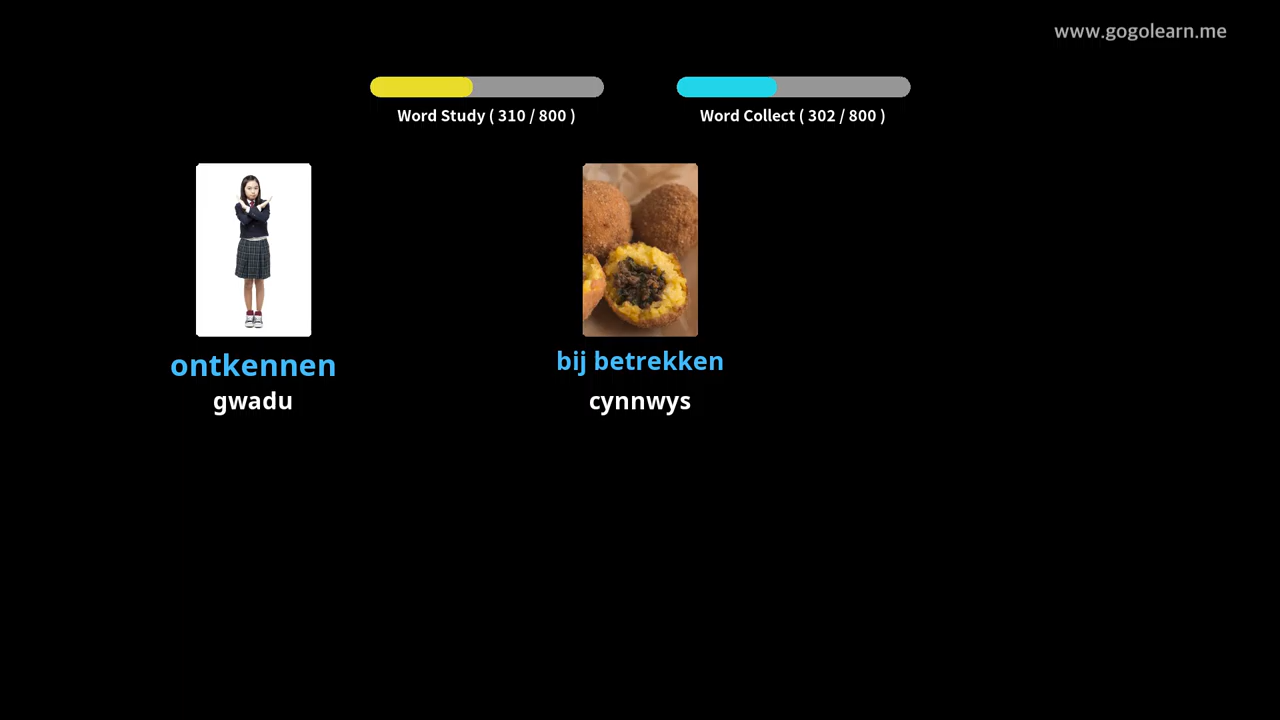 www.gogolearn.me
Word Study ( 310 / 800 )
Word Collect ( 302 / 800 )
ontkennen
gwadu
bij betrekken
cynnwys